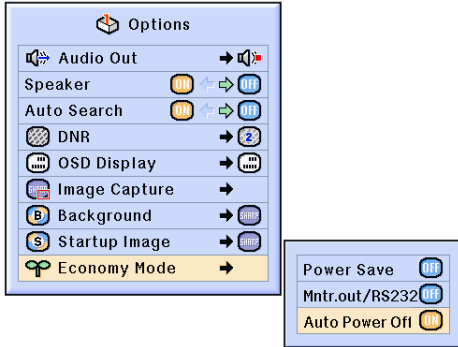 Options
Audio Out
Speaker ON OFF
Auto Search ON OFF
DNR 2
OSD Display
Image Capture
Background B SHARP
Startup Image S SHARP
Economy Mode
Power Save OFF
Mntr.out/RS232 OFF
Auto Power Off ON